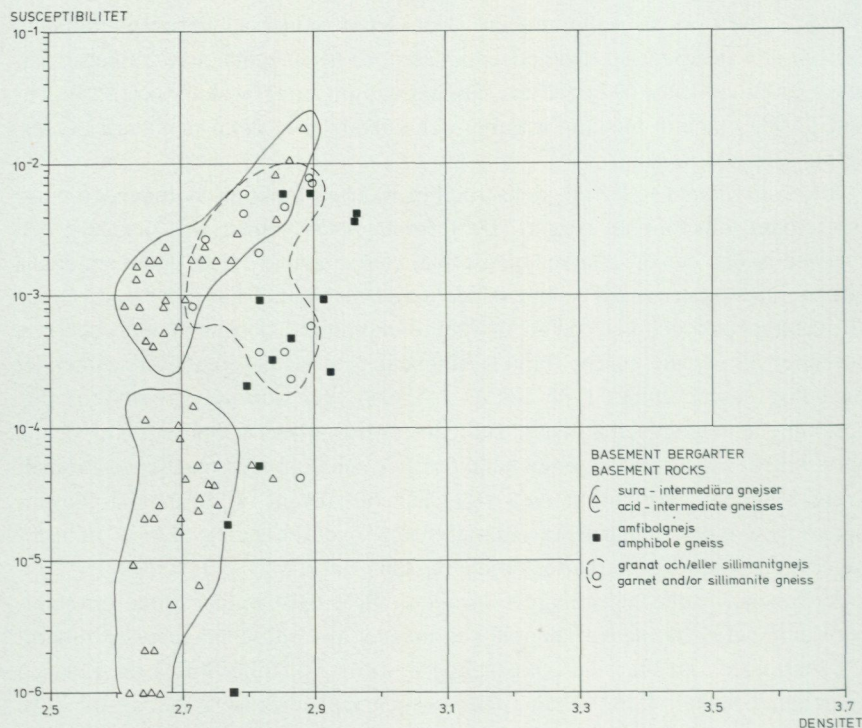 SUSCEPTIBILITET
10-1
10-2
10-3
10-4
10-5
10-6
2,5
2,7
2,9
3,1
3,3
3,5
3,7
DENSITET
BASEMENT BERGARTER
BASEMENT ROCKS
sura - intermediära gnejser
acid - intermediate gneisses
amfibolgnejs
amphibole gneiss
granat och/eller sillimanitgnejs
garnet and/or sillimanite gneiss